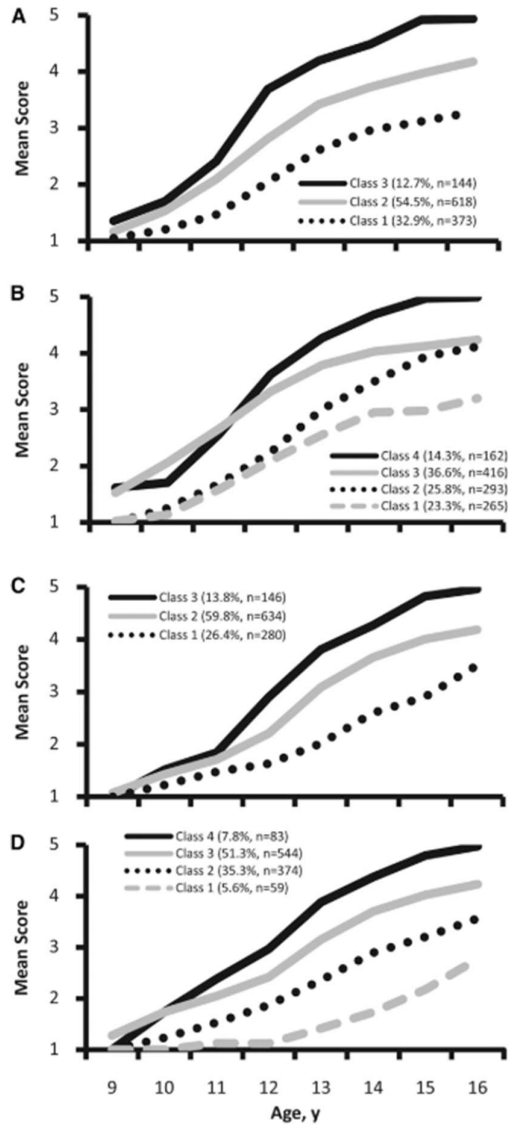 A
5
4
3
2
1
Mean Score
Class 3 (12.7%, n=144)
Class 2 (54.5%, n=618)
Class 1 (32.9%, n=373)
B
5
4
3
2
1
Mean Score
Class 4 (14.3%, n=162)
Class 3 (36.6%, n=416)
Class 2 (25.8%, n=293)
Class 1 (23.3%, n=265)
C
5
4
3
2
1
Mean Score
Class 3 (13.8%, n=146)
Class 2 (59.8%, n=634)
Class 1 (26.4%, n=280)
D
5
4
3
2
1
Mean Score
Class 4 (7.8%, n=83)
Class 3 (51.3%, n=544)
Class 2 (35.3%, n=374)
Class 1 (5.6%, n=59)
9 10 11 12 13 14 15 16
Age, y